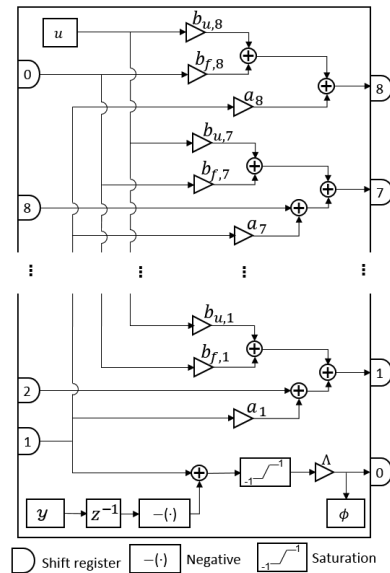 u
b_{u,8}
0
b_{f,8}
8
a_8
b_{u,7}
b_{f,7}
7
8
a_7
b_{u,1}
b_{f,1}
1
2
a_1
1
-1
1
Λ
0
y
z^{-1}
−(·)
ϕ
Shift register
−(·)
Negative
-1
1
Saturation